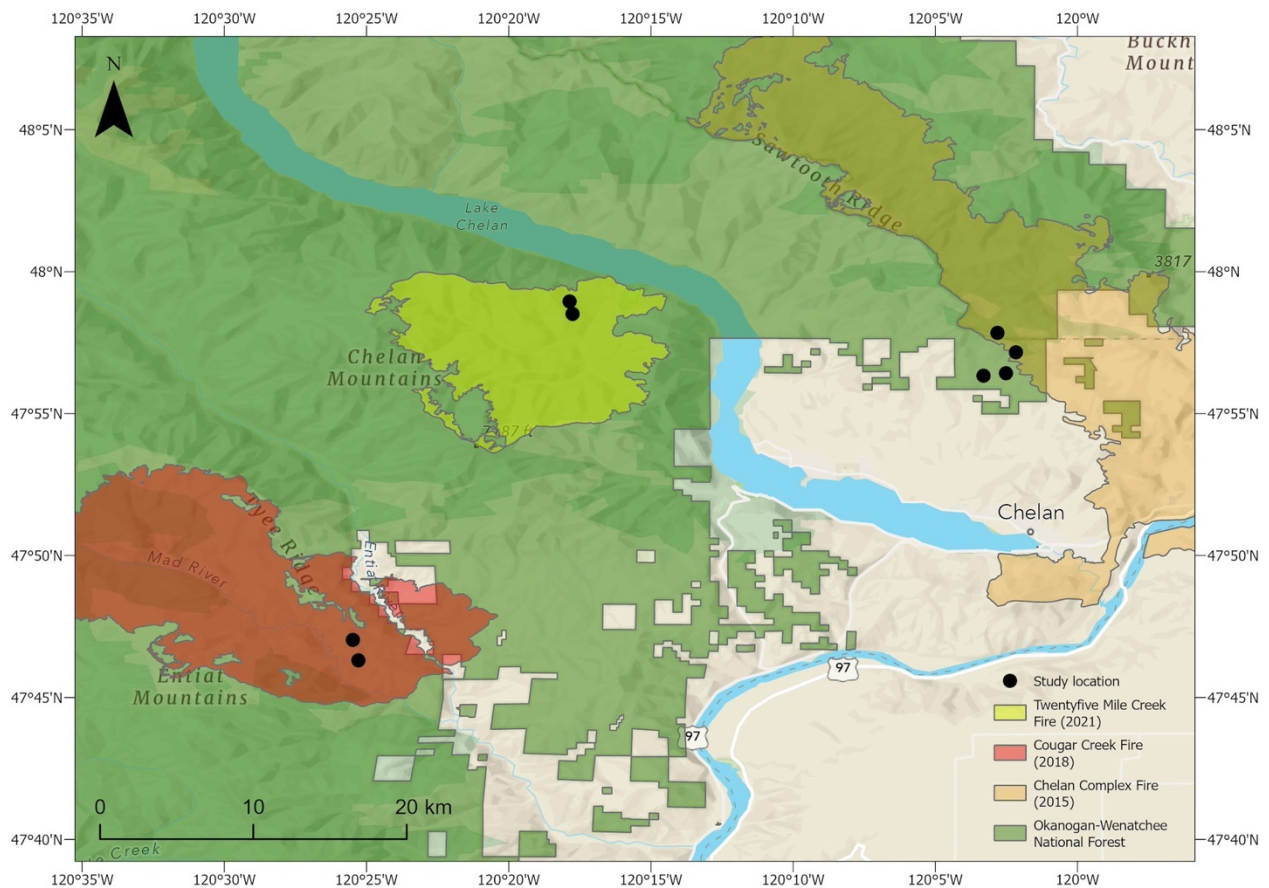 120°35'W 120°30'W 120°25'W 120°20'W 120°15'W 120°10'W 120°5'W 120°W
Buckh
Mount
N
48°5'N 48°5'N
Sawtooth Ridge
Lake
Chelan
48°N 48°N
3817
Chelan
Mountains
47°55'N 47°55'N
Chelan
Tyee Ridge
47°50'N 47°50'N
Mad River
Entiat
97
Entiat
Mountains
Study location
47°45'N 47°45'N
Twentyfive Mile Creek
Fire (2021)
97
Cougar Creek Fire
(2018)
Chelan Complex Fire
(2015)
0 10 20 km
Okanogan-Wenatchee
National Forest
47°40'N 47°40'N
Creek
120°35'W 120°30'W 120°25'W 120°20'W 120°15'W 120°10'W 120°5'W 120°W